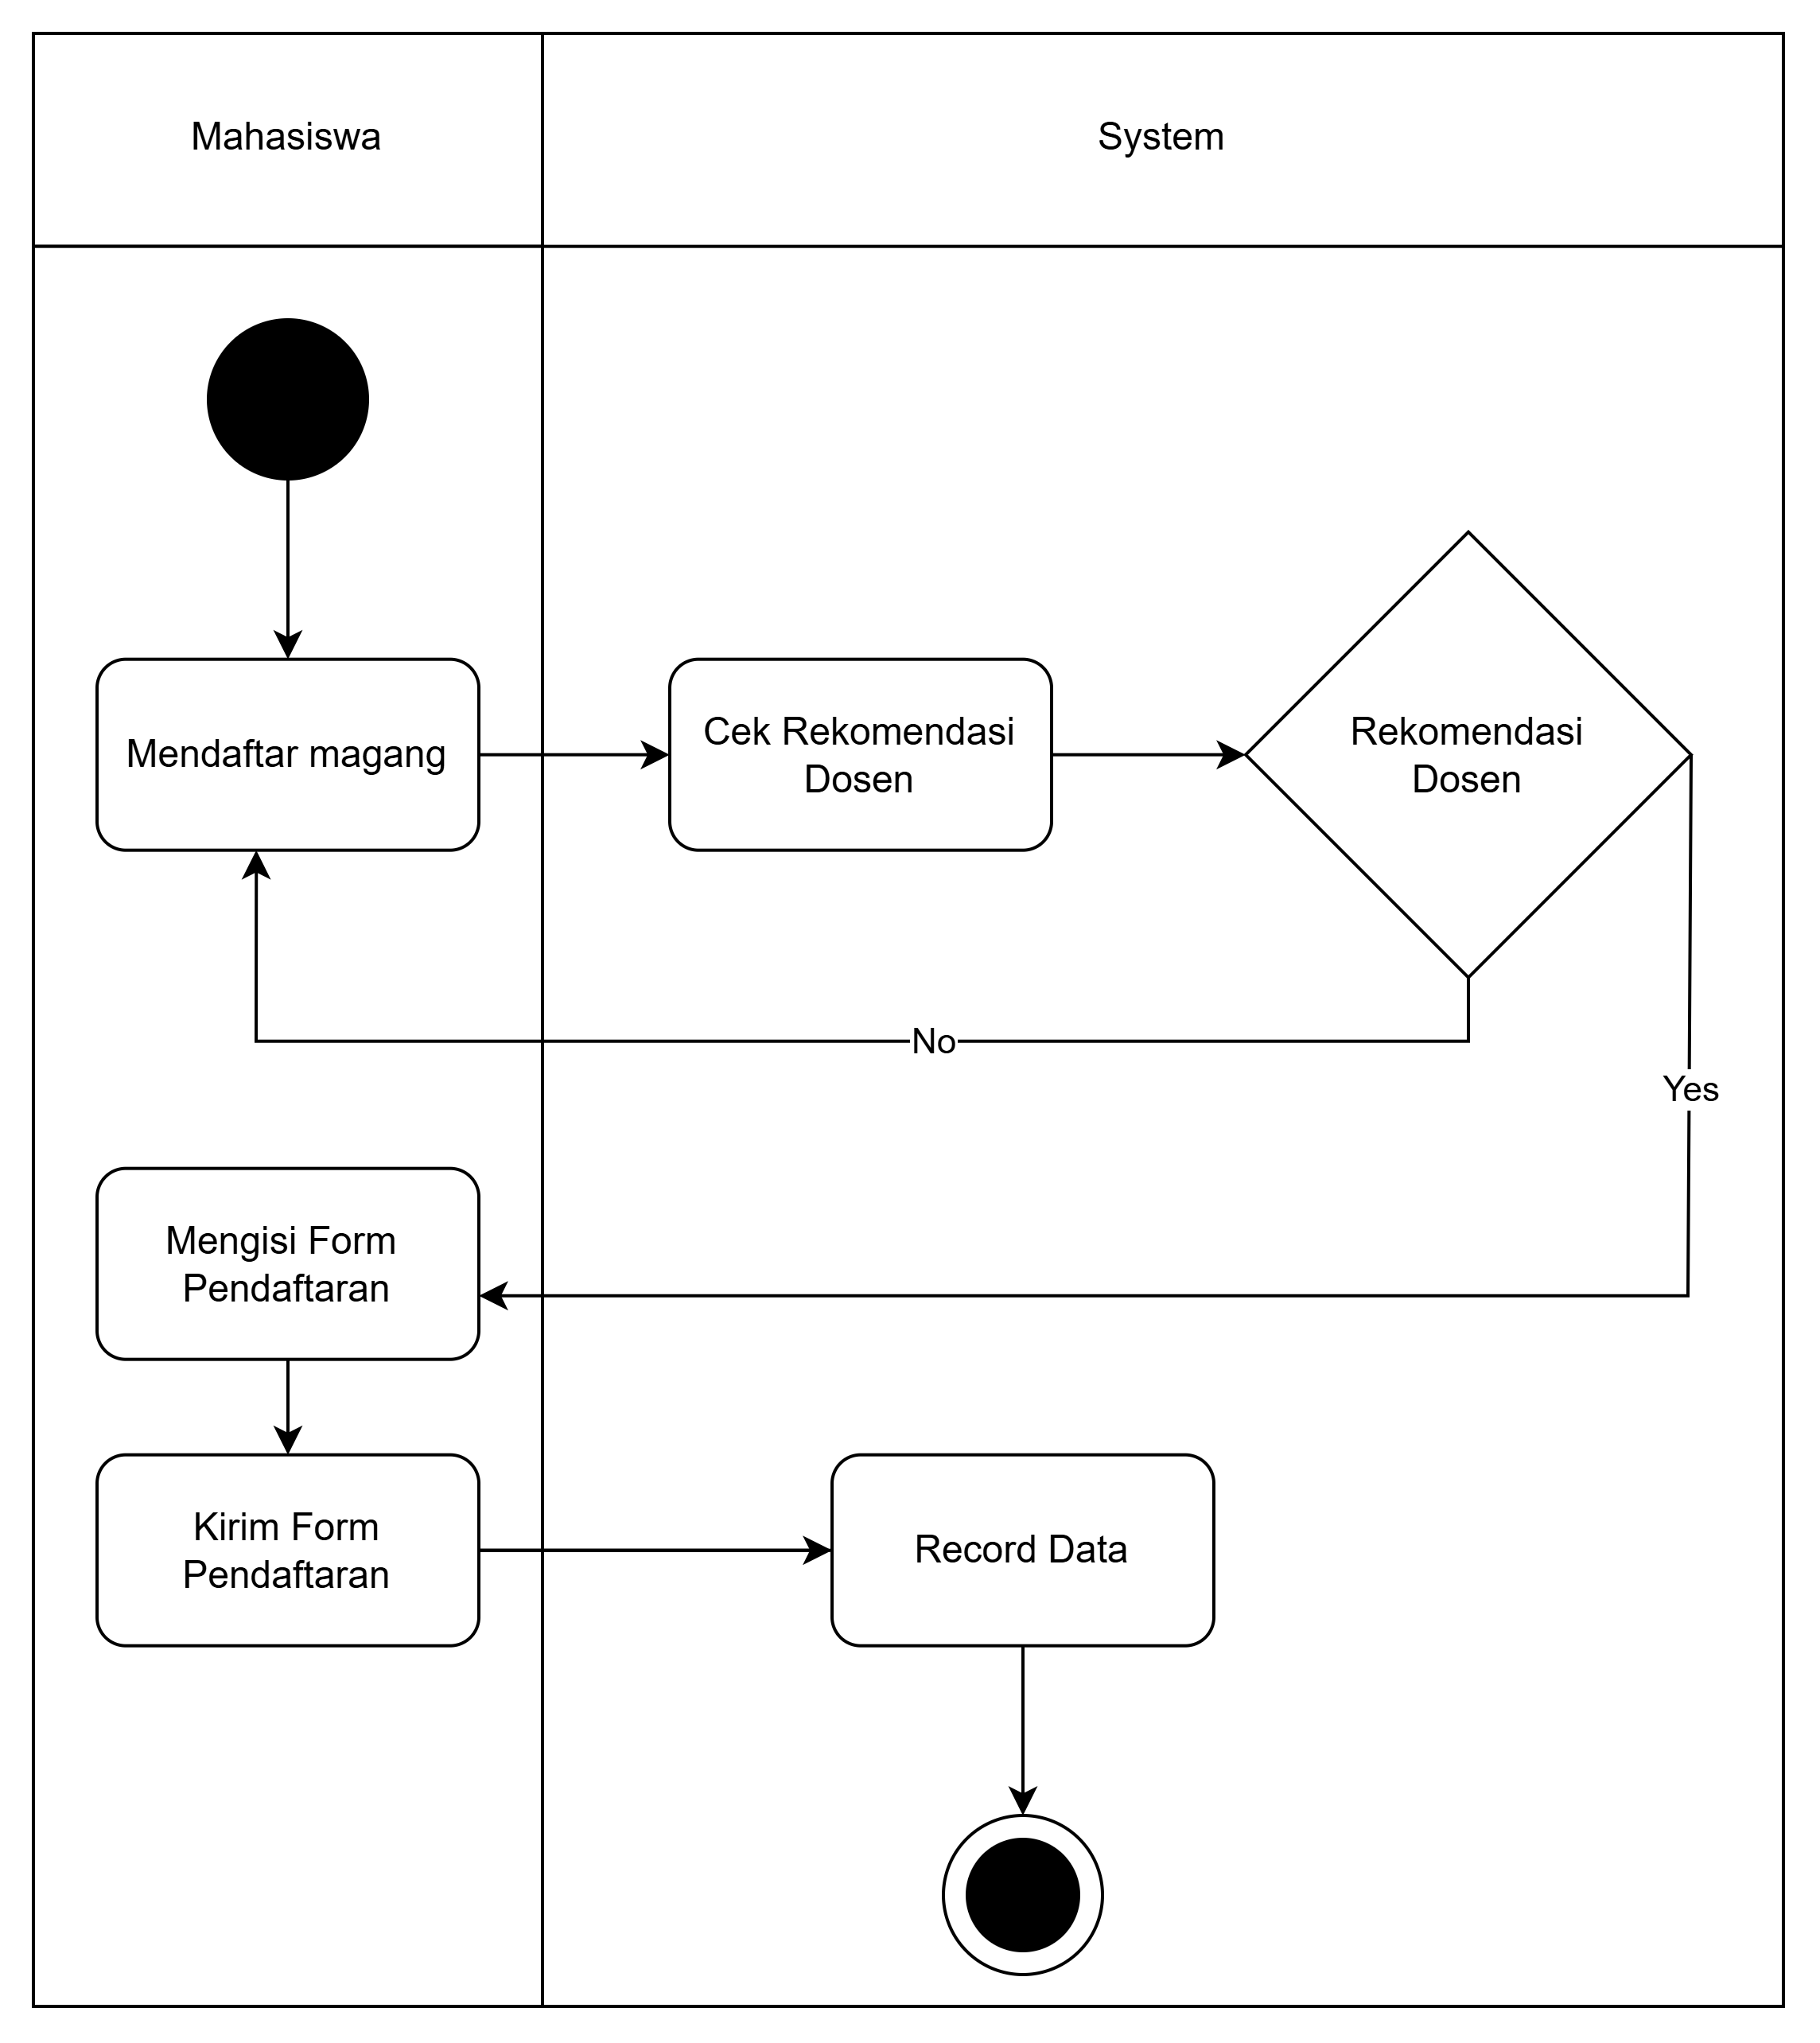 Mahasiswa
System
Mendaftar magang
Cek Rekomendasi
Dosen
Rekomendasi
Dosen
No
Yes
Mengisi Form
Pendaftaran
Kirim Form
Pendaftaran
Record Data